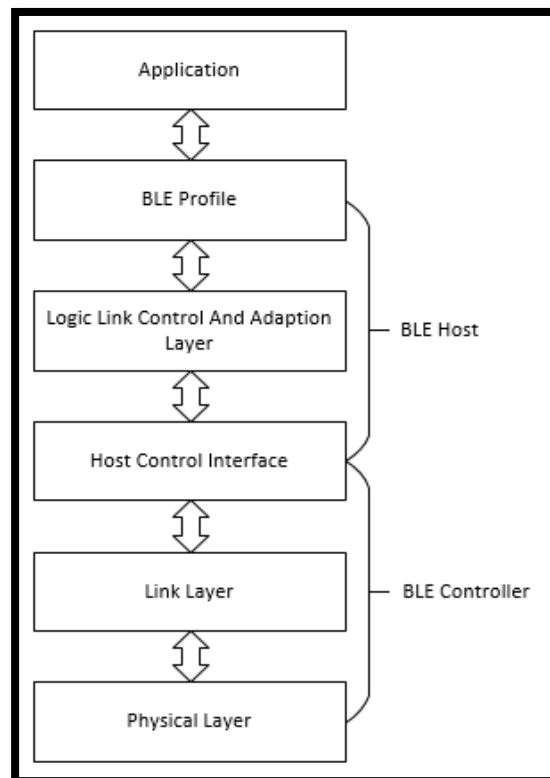 Application
BLE Profile
Logic Link Control And Adaption
Layer
BLE Host
Host Control Interface
Link Layer
BLE Controller
Physical Layer